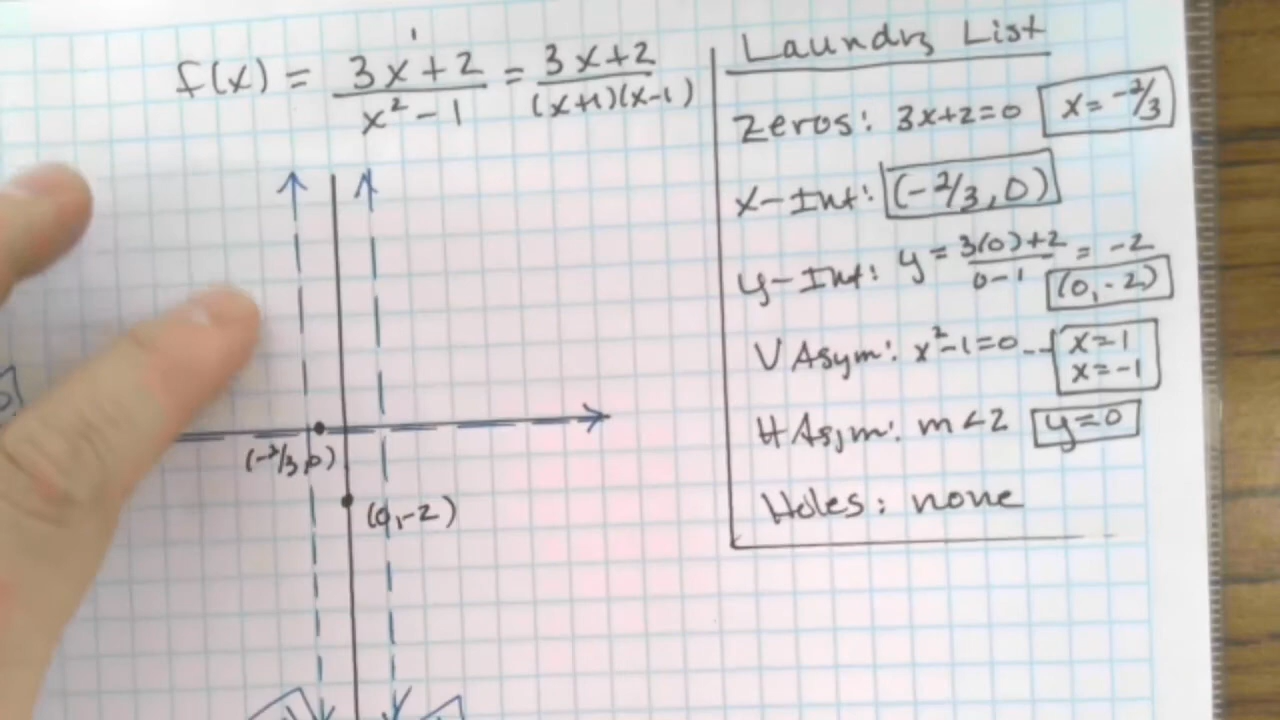 f(x) = 3x+2 / x² - 1 = 3x+2 / (x+1)(x-1)
1
Laundry List
Zeros: 3x+2=0 x= -2/3
x-Int: (-2/3, 0)
y-Int: y = 3(0)+2 / 0-1 = -2
(0, -2)
V Asym: x²-1=0 x=1
x=-1
H Asym: m<2 y=0
Holes: none
(-2/3, 0)
(0, -2)